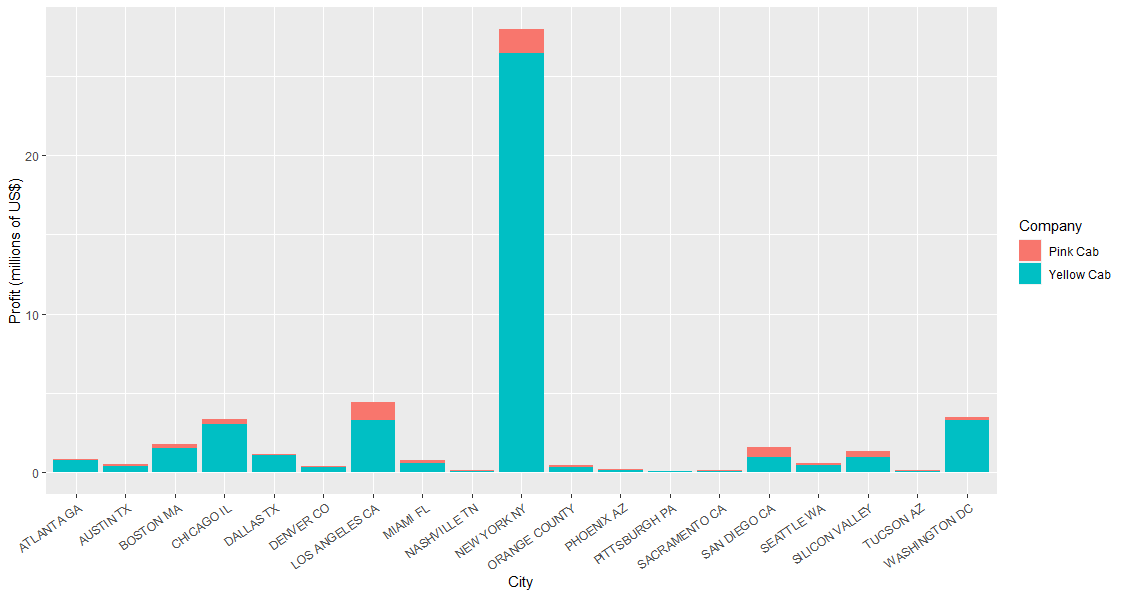 Profit (millions of US$)
20
10
0
ATLANTA GA
AUSTIN TX
BOSTON MA
CHICAGO IL
DALLAS TX
DENVER CO
LOS ANGELES CA
MIAMI FL
NASHVILLE TN
NEW YORK NY
ORANGE COUNTY
PHOENIX AZ
PITTSBURGH PA
SACRAMENTO CA
SAN DIEGO CA
SEATTLE WA
SILICON VALLEY
TUCSON AZ
WASHINGTON DC
City
Company
Pink Cab
Yellow Cab